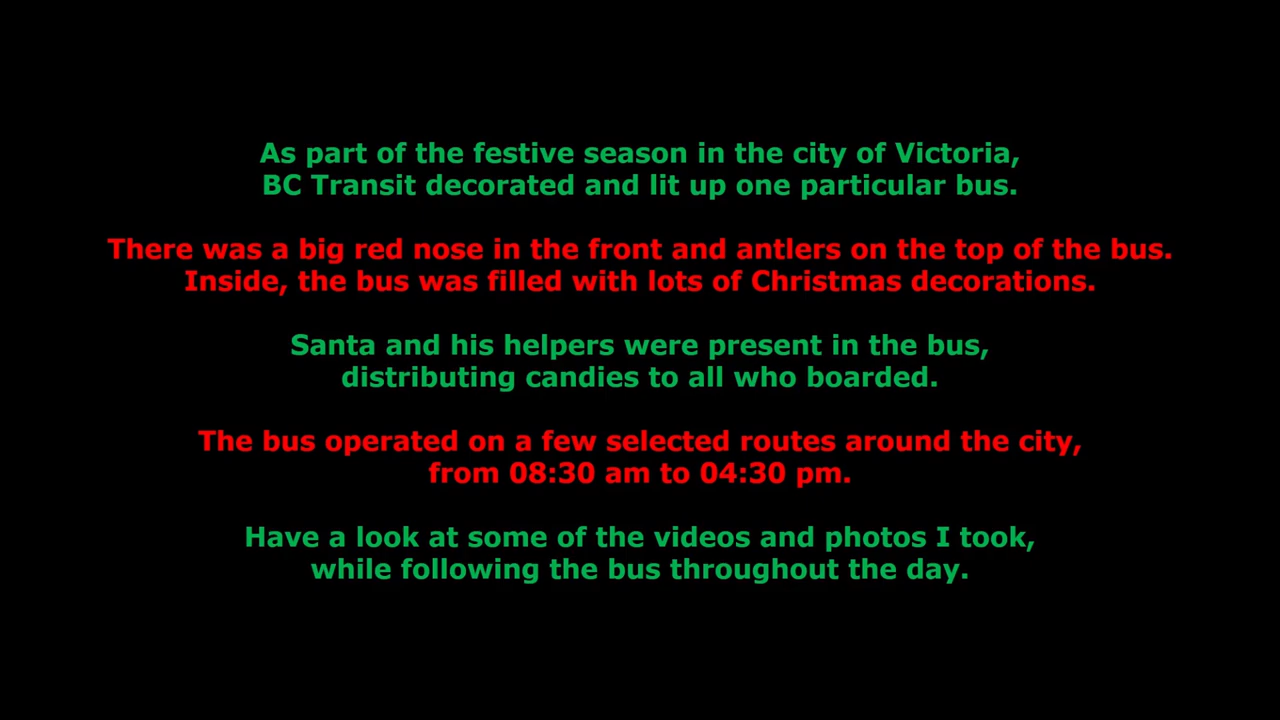 As part of the festive season in the city of Victoria,
BC Transit decorated and lit up one particular bus.
There was a big red nose in the front and antlers on the top of the bus.
Inside, the bus was filled with lots of Christmas decorations.
Santa and his helpers were present in the bus,
distributing candies to all who boarded.
The bus operated on a few selected routes around the city,
from 08:30 am to 04:30 pm.
Have a look at some of the videos and photos I took,
while following the bus throughout the day.